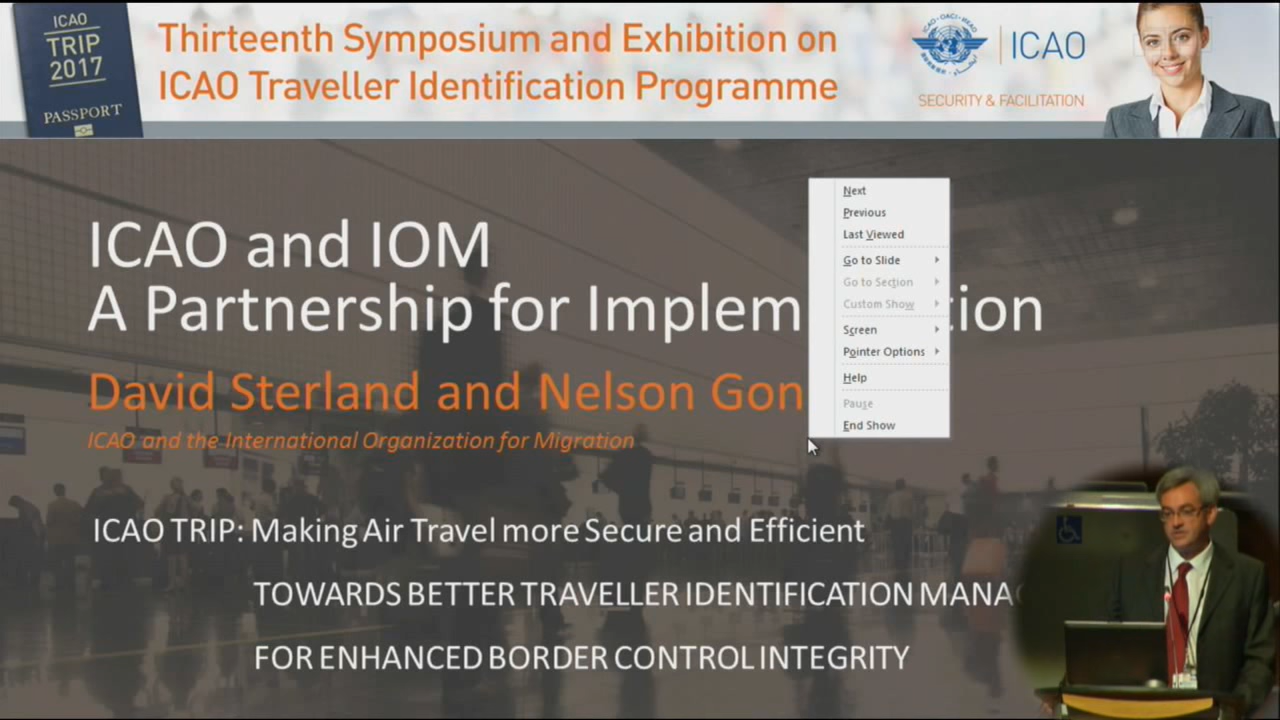 ICAO
TRIP
2017
PASSPORT
Thirteenth Symposium and Exhibition on
ICAO Traveller Identification Programme
ICAO
SECURITY & FACILITATION
ICAO and IOM
A Partnership for Implem tion
David Sterland and Nelson Gon
ICAO and the International Organization for Migration
ICAO TRIP: Making Air Travel more Secure and Efficient
TOWARDS BETTER TRAVELLER IDENTIFICATION MANA
FOR ENHANCED BORDER CONTROL INTEGRITY
Next
Previous
Last Viewed
Go to Slide
Go to Section
Custom Show
Screen
Pointer Options
Help
Pause
End Show